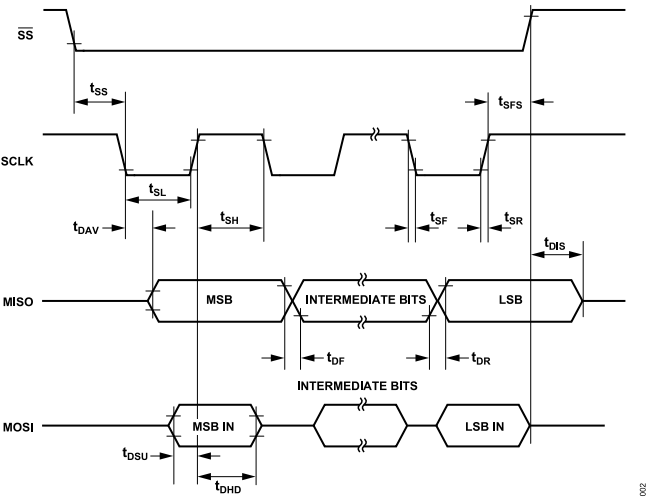 SS
tSS
tSFS
SCLK
tSL
tSH
tSF
tSR
tDAV
tDIS
MISO
MSB
INTERMEDIATE BITS
LSB
tDF
tDR
INTERMEDIATE BITS
MOSI
MSB IN
LSB IN
tDSU
tDHD
002